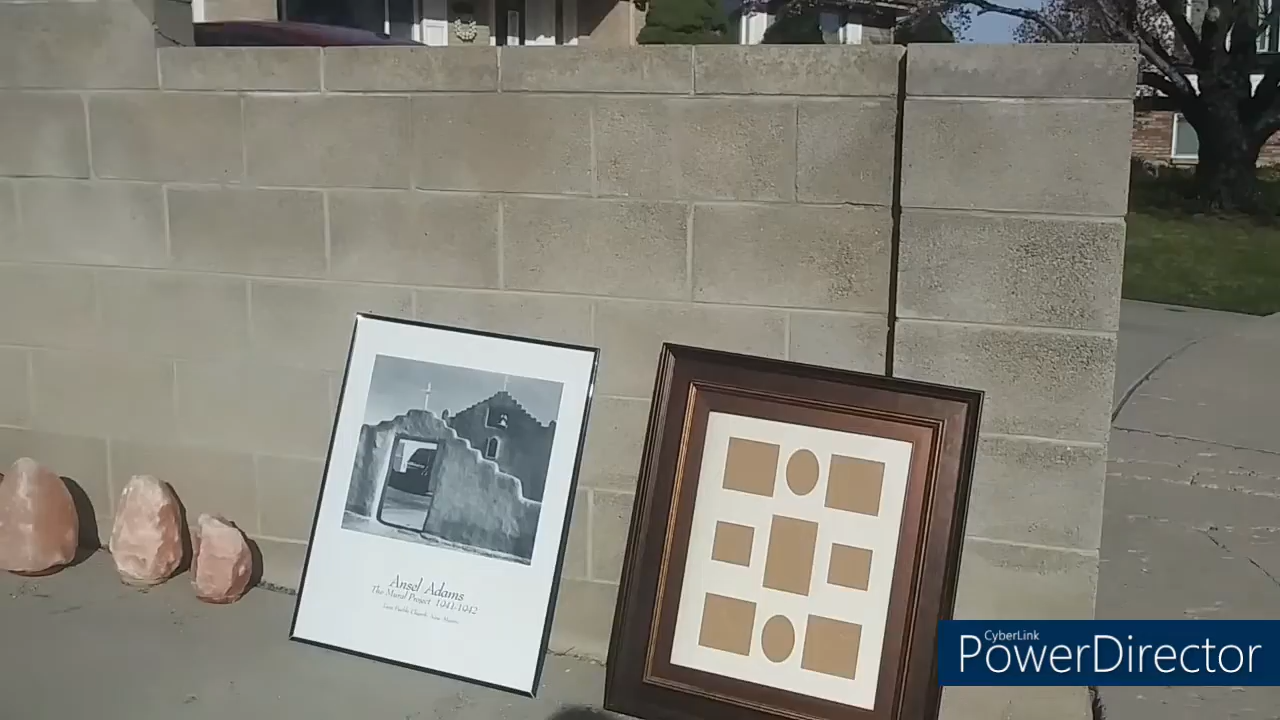 Ansel Adams
The Mural Project 1941-1942
CyberLink
PowerDirector